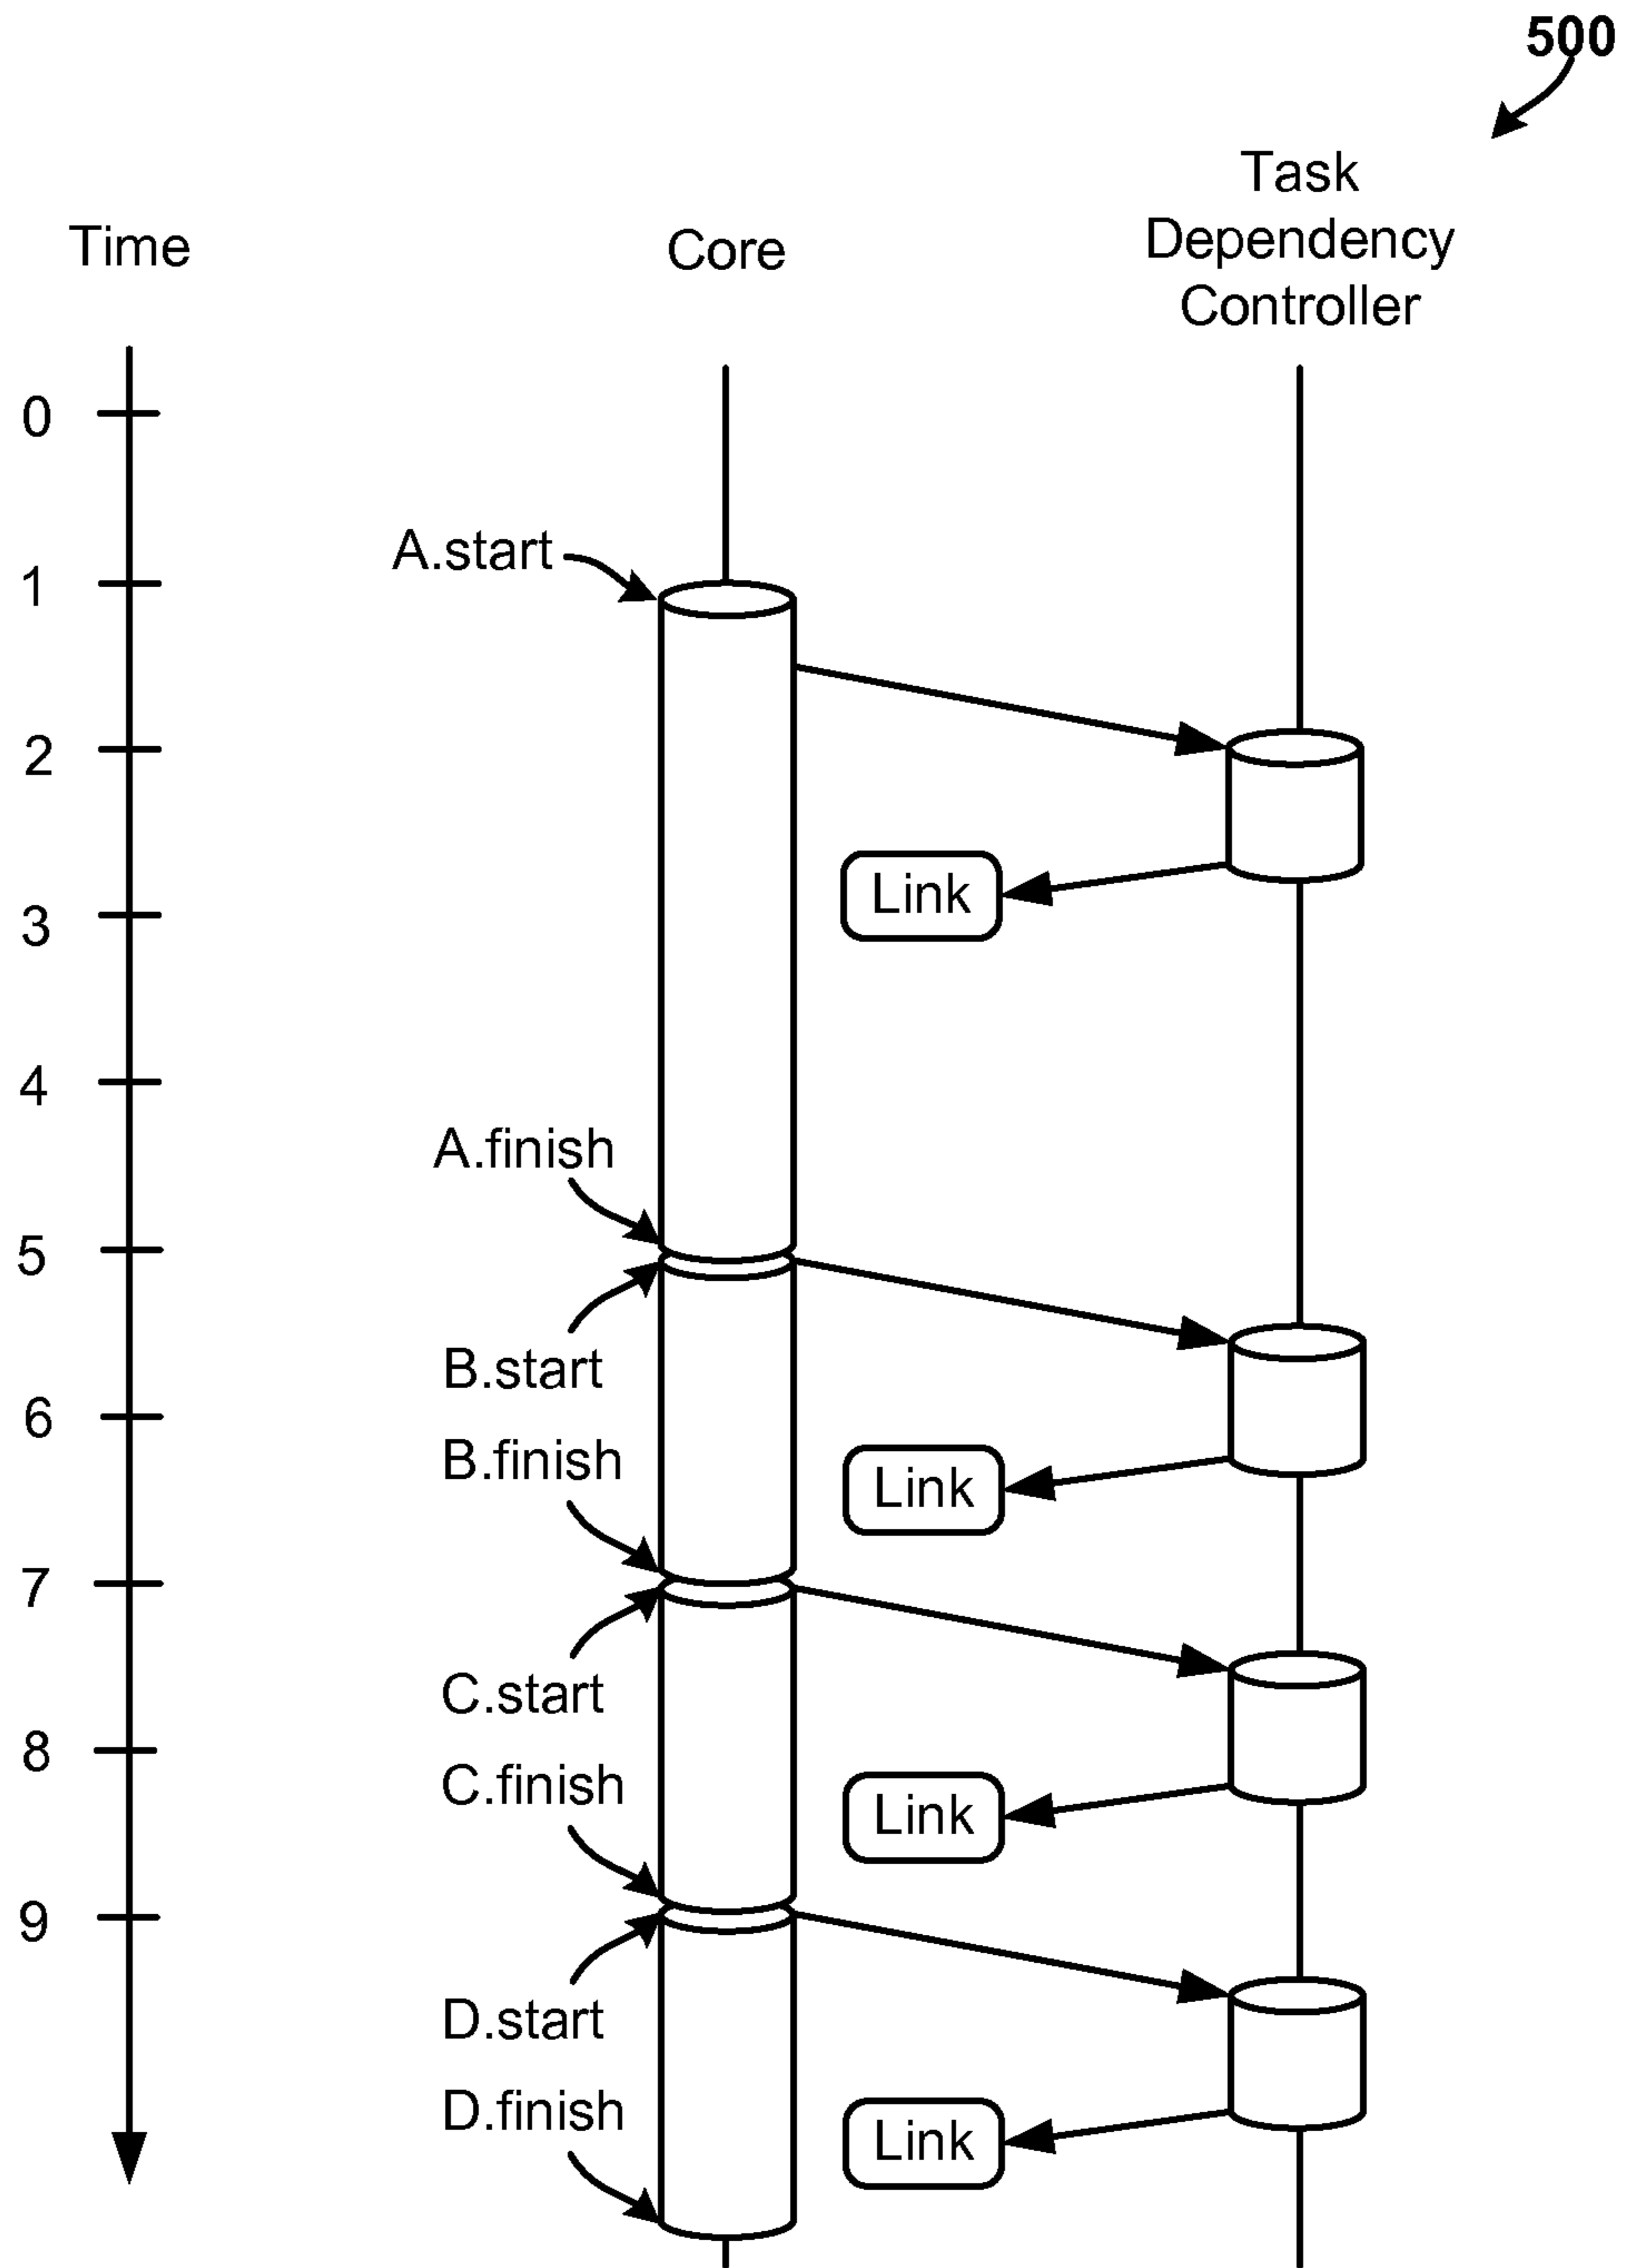 500
Time
Core
Task
Dependency
Controller
0
A.start
1
2
Link
3
4
A.finish
5
B.start
6
B.finish
Link
7
C.start
8
C.finish
Link
9
D.start
D.finish
Link